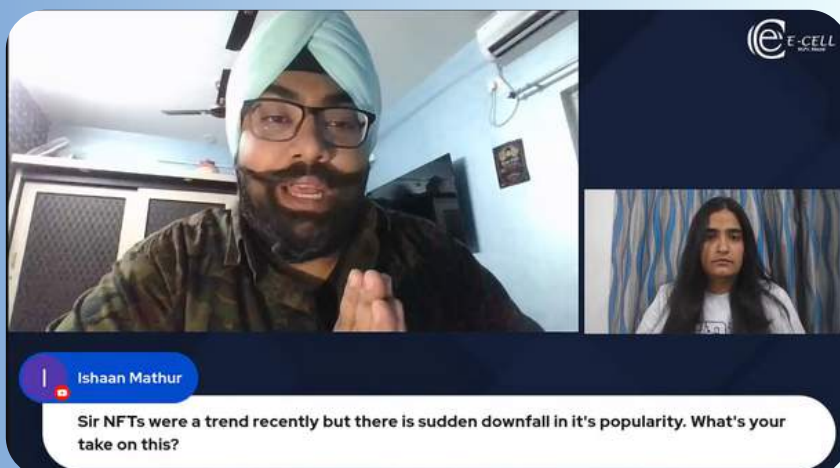 E-CELL
I
Ishaan Mathur
Sir NFTs were a trend recently but there is sudden downfall in it's popularity. What's your
take on this?